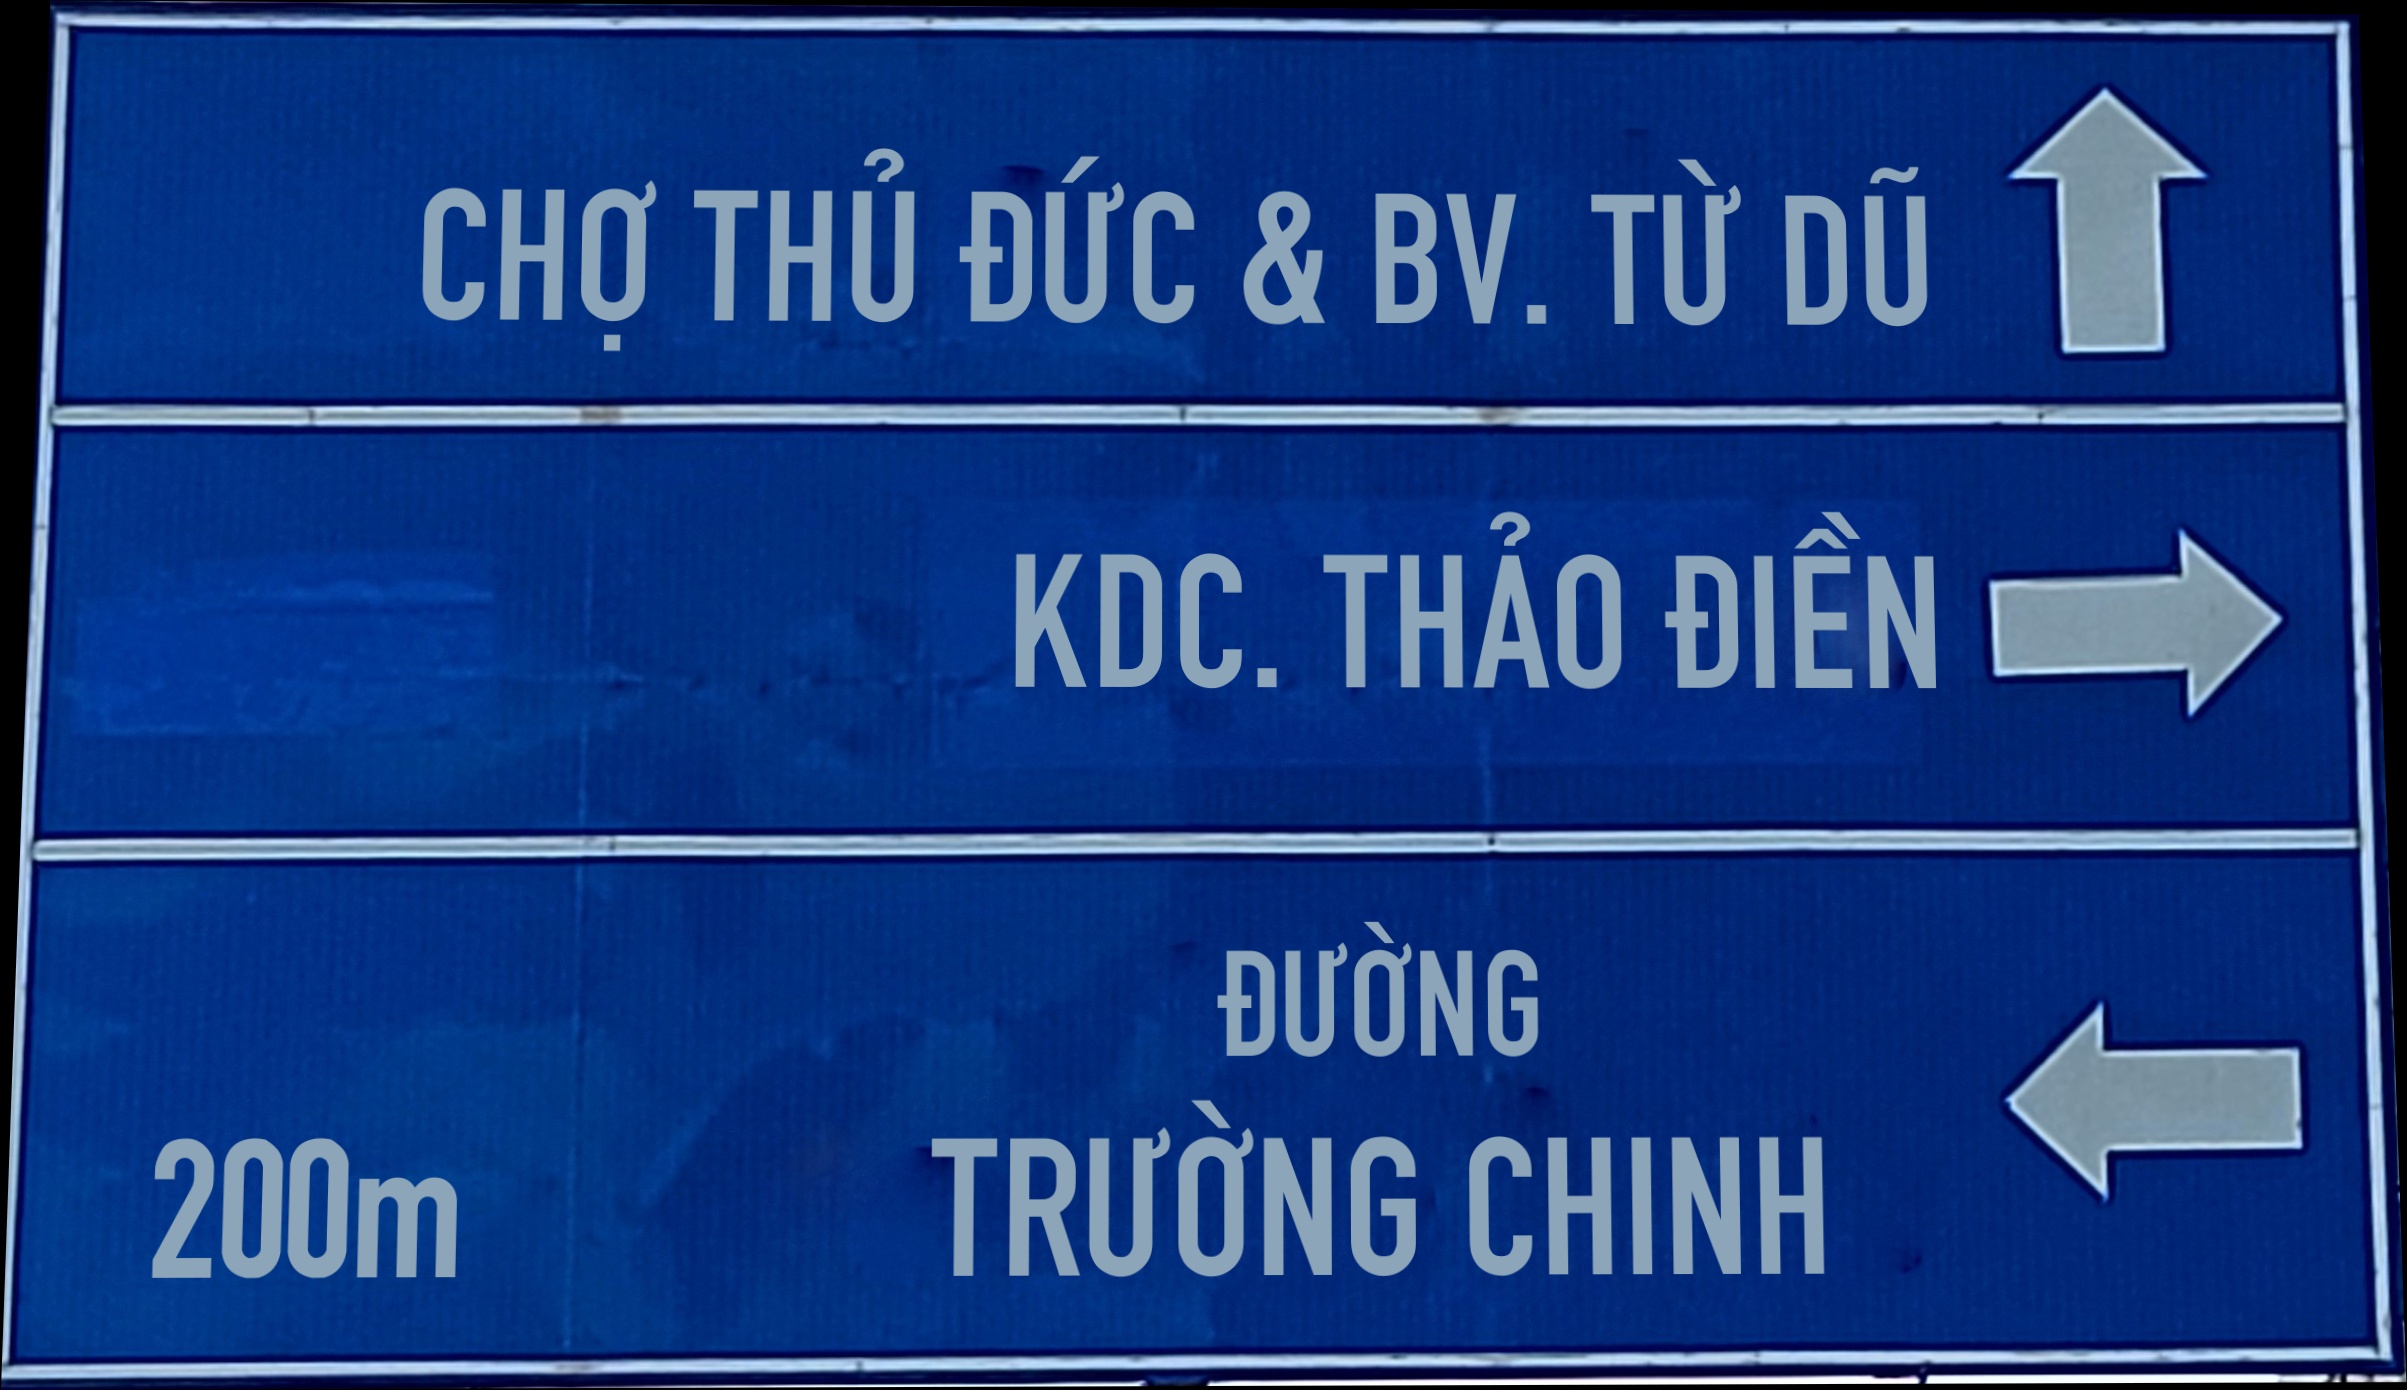 CHỢ THỦ ĐỨC & BV. TỪ DŨ
KDC. THẢO ĐIỀN
ĐƯỜNG
TRƯỜNG CHINH
200m